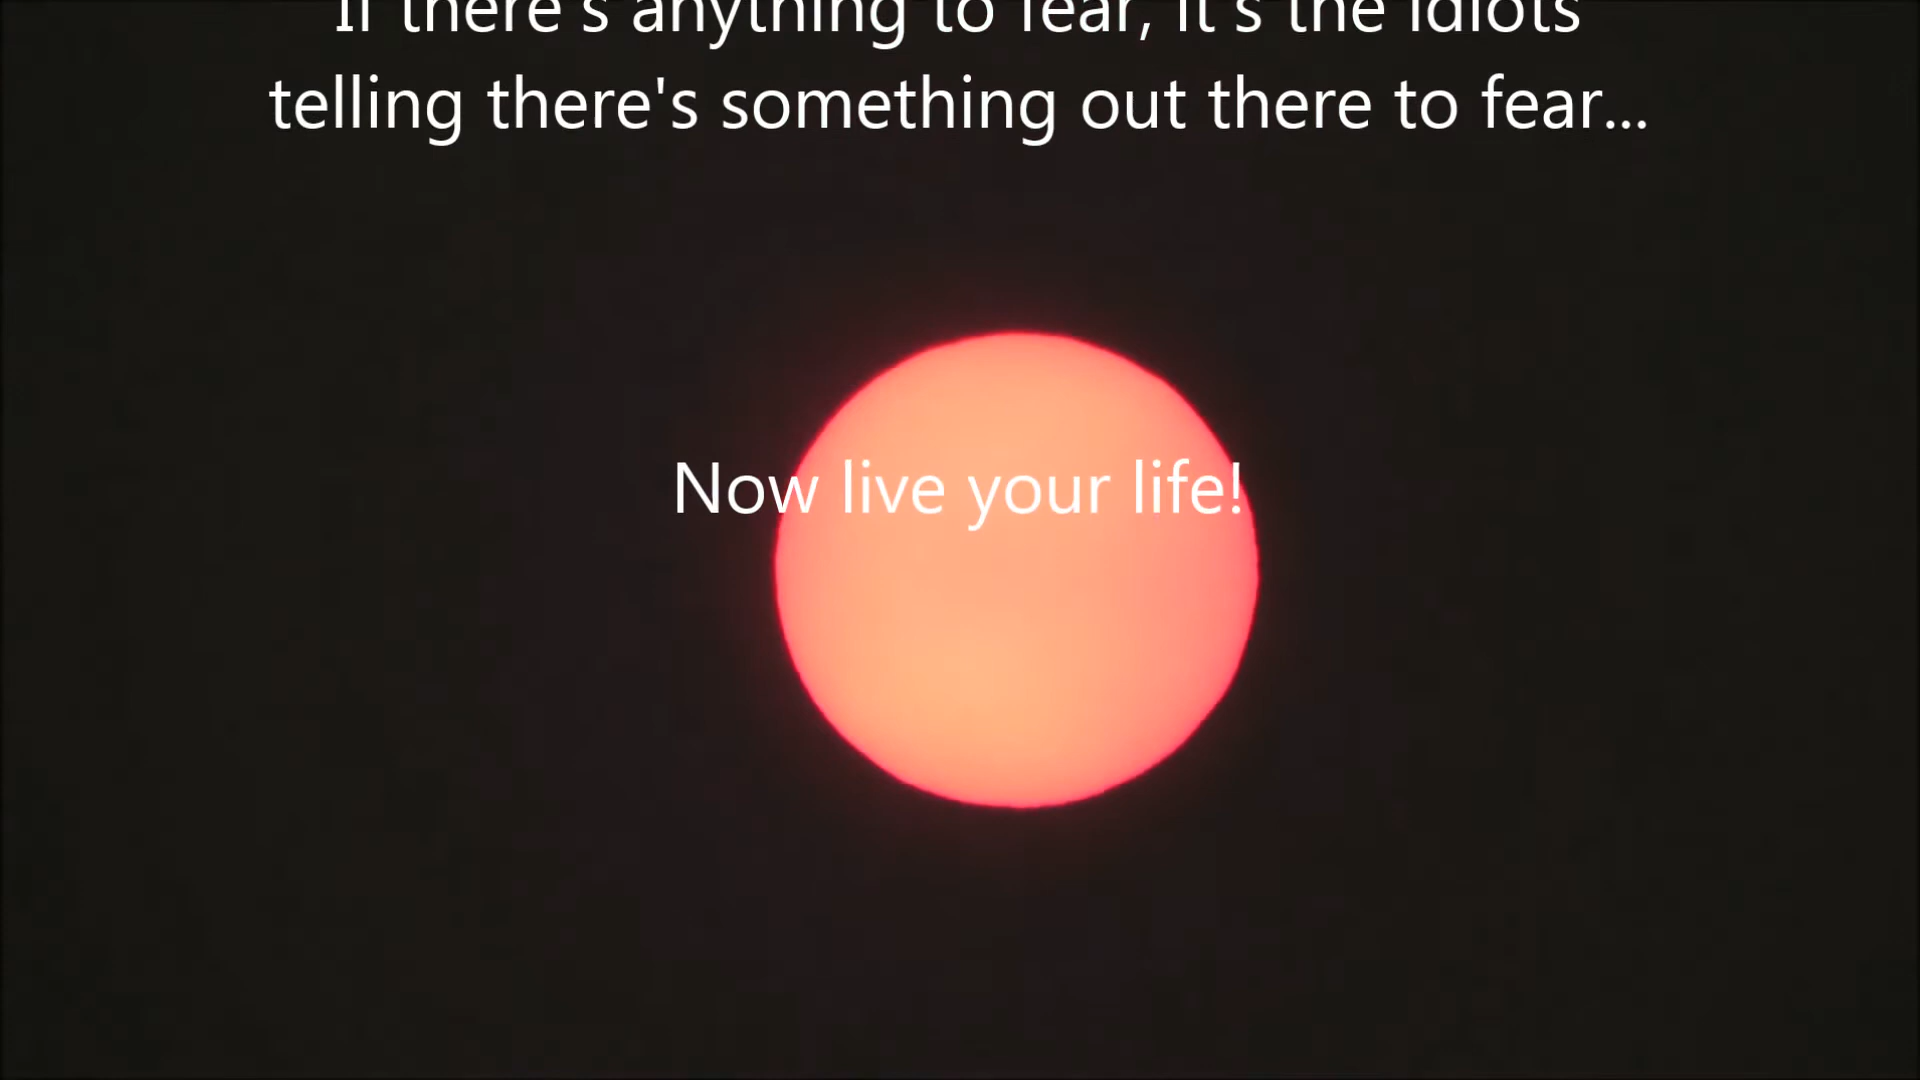 If there's anything to fear, it's the idiots
telling there's something out there to fear...
Now live your life!